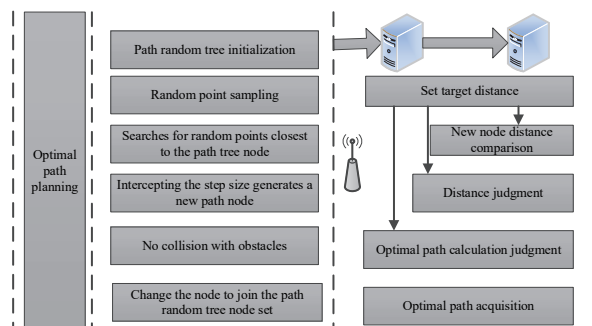 Optimal
path
planning
Path random tree initialization
Random point sampling
Searches for random points closest
to the path tree node
Intercepting the step size generates a
new path node
No collision with obstacles
Change the node to join the path
random tree node set
Set target distance
New node distance
comparison
Distance judgment
Optimal path calculation judgment
Optimal path acquisition